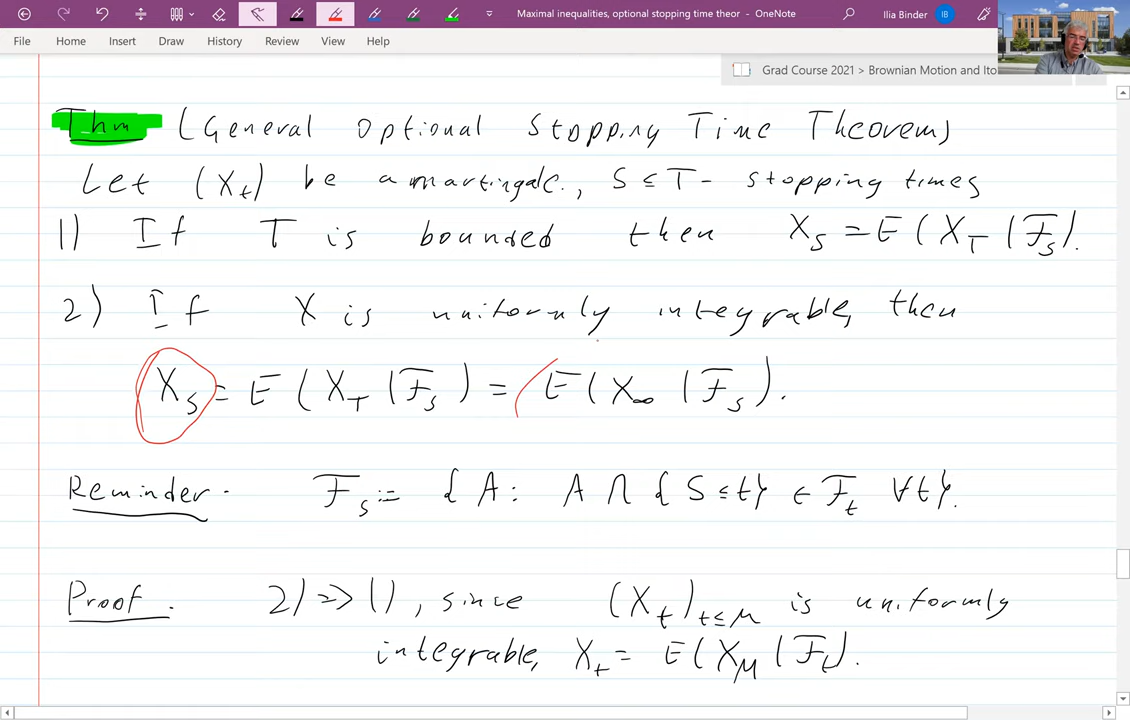 Maximal inequalities, optional stopping time theor - OneNote
Ilia Binder
IB
File Home Insert Draw History Review View Help
Grad Course 2021 > Brownian Motion and Ito
Thm (General Optional Stopping Time Theorem)
Let (X_t) be a martingale, S ≤ T - stopping times
1) If T is bounded then X_S = E(X_T | F_S).
2) If X is uniformly integrable, then
X_S = E(X_T | F_S) = E(X_∞ | F_S).
Reminder. F_S := {A : A ∩ {S ≤ t} ∈ F_t ∀t}.
Proof. 2) => 1), since (X_t)_{t≤M} is uniformly
integrable, X_t = E(X_M | F_t).